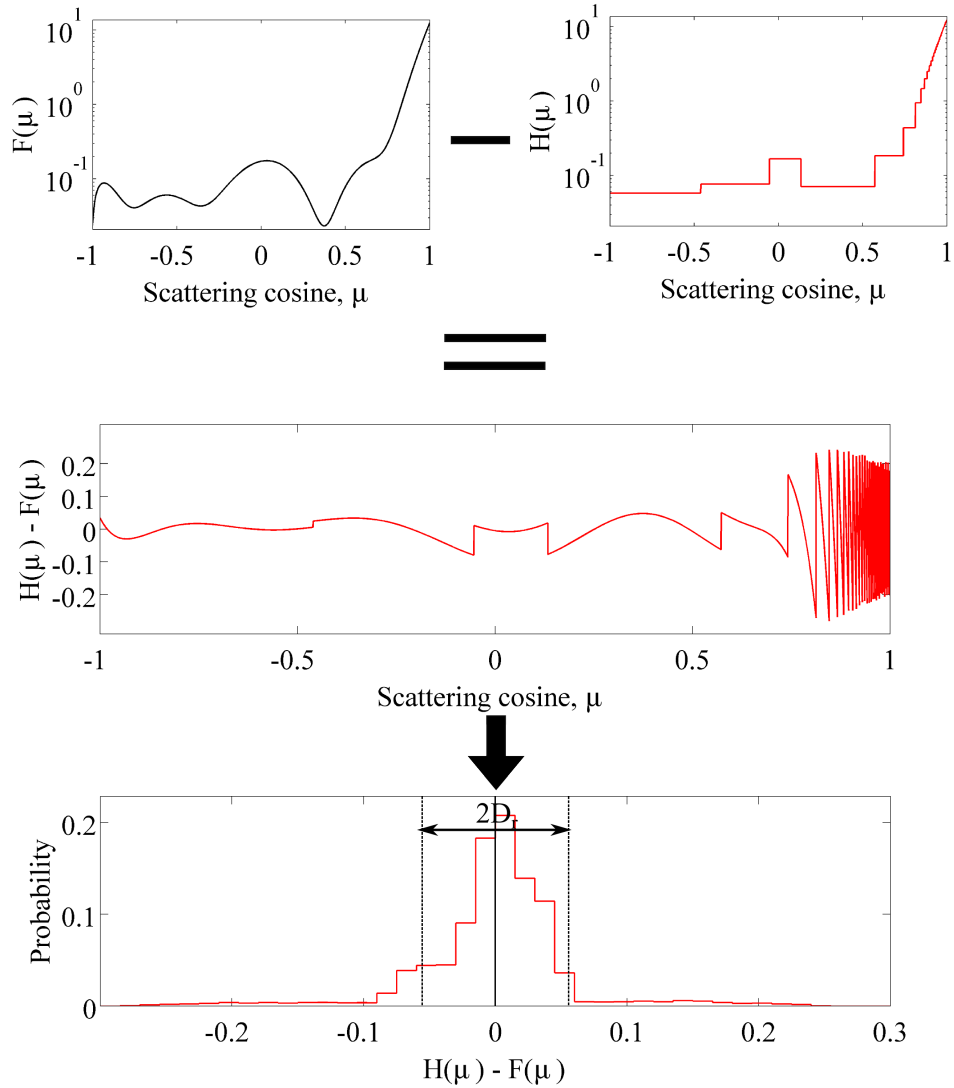 10^1
10^0
10^-1
F(μ)
-1 -0.5 0 0.5 1
Scattering cosine, μ
10^1
10^0
10^-1
H(μ)
-1 -0.5 0 0.5 1
Scattering cosine, μ
0.2
0.1
0
-0.1
-0.2
H(μ) - F(μ)
-1 -0.5 0 0.5 1
Scattering cosine, μ
2D
0.2
0.1
0
Probability
-0.2 -0.1 0 0.1 0.2 0.3
H(μ) - F(μ)